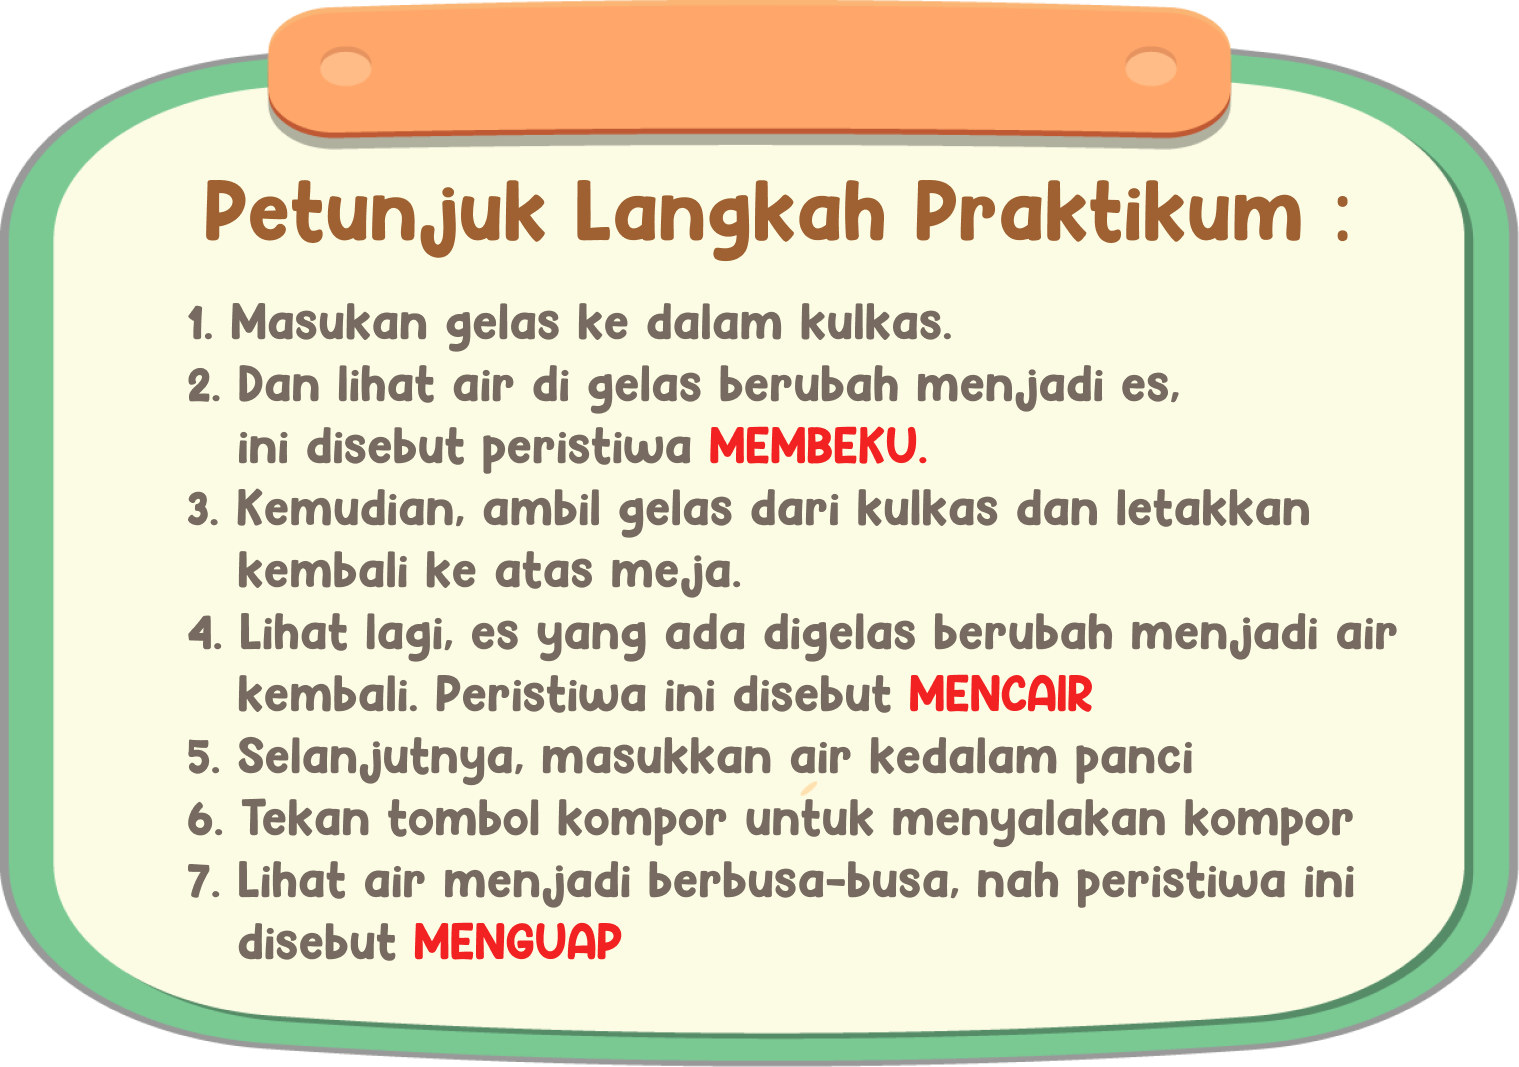 Petunjuk Langkah Praktikum :
1. Masukan gelas ke dalam kulkas.
2. Dan lihat air di gelas berubah menjadi es,
ini disebut peristiwa MEMBEKU.
3. Kemudian, ambil gelas dari kulkas dan letakkan
kembali ke atas meja.
4. Lihat lagi, es yang ada digelas berubah menjadi air
kembali. Peristiwa ini disebut MENCAIR
5. Selanjutnya, masukkan air kedalam panci
6. Tekan tombol kompor untuk menyalakan kompor
7. Lihat air menjadi berbusa-busa, nah peristiwa ini
disebut MENGUAP